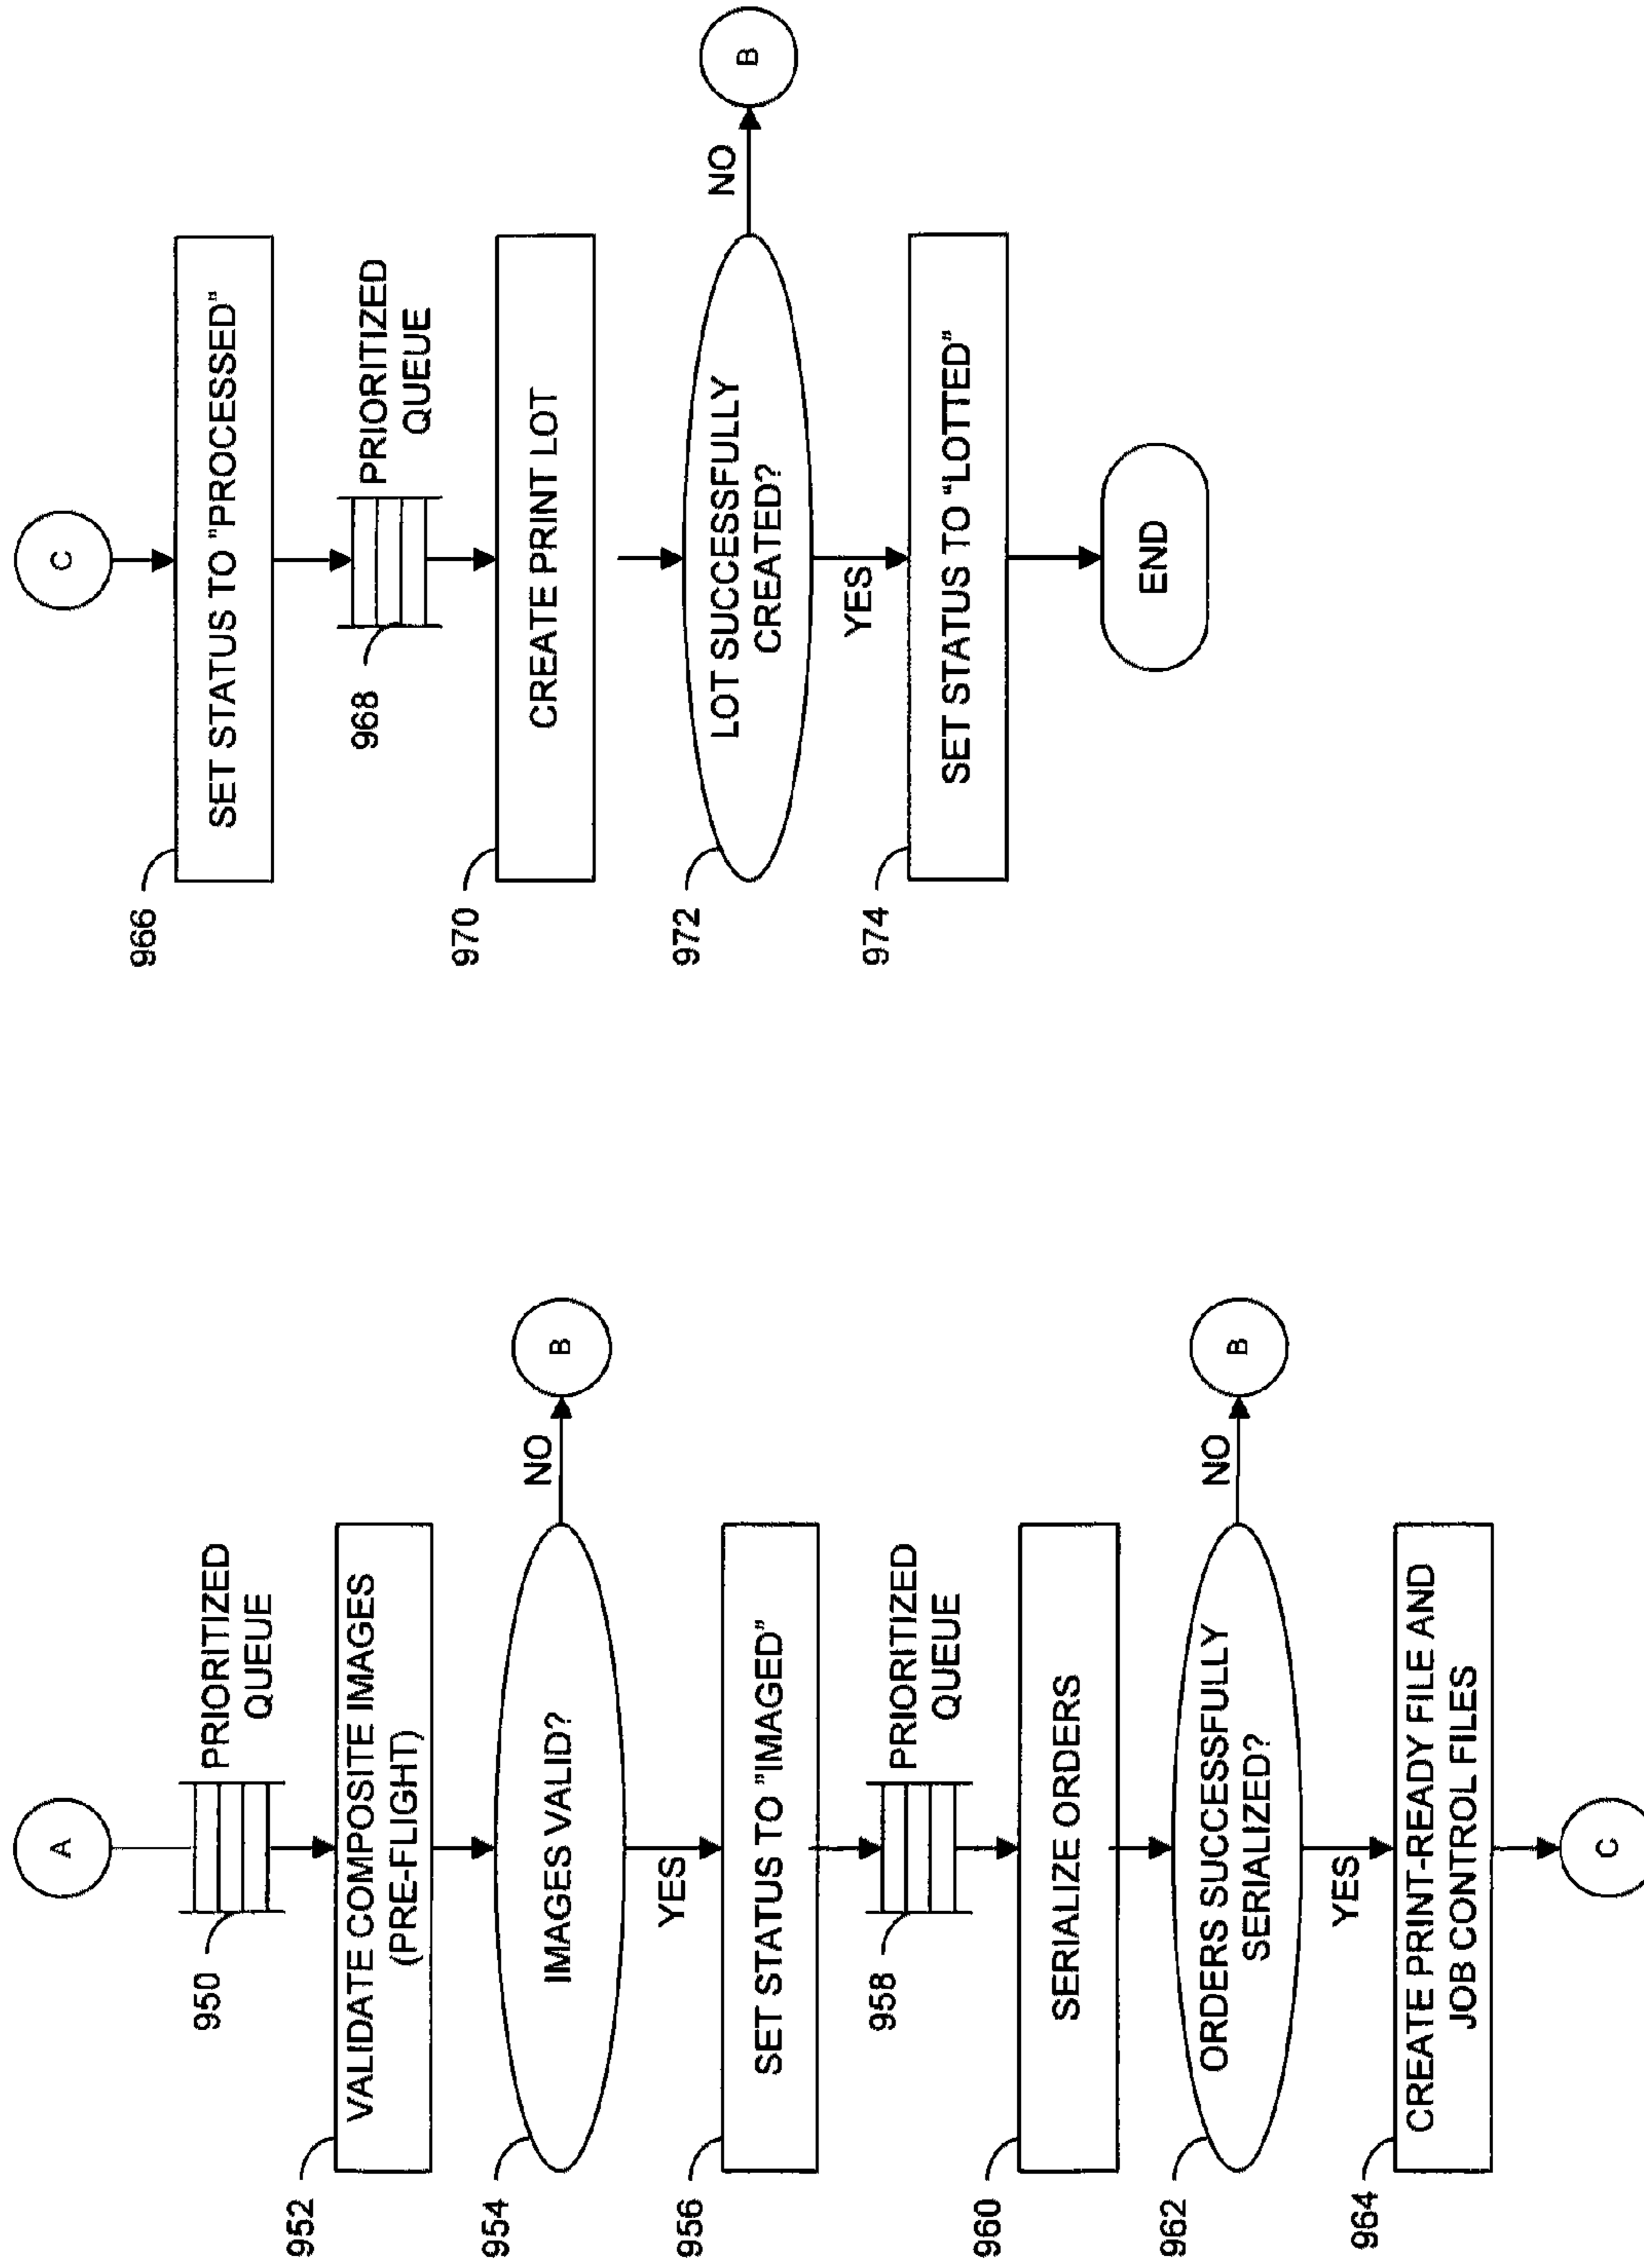 A
PRIORITIZED
QUEUE
950
VALIDATE COMPOSITE IMAGES
(PRE-FLIGHT)
952
IMAGES VALID?
954
NO
B
YES
SET STATUS TO "IMAGED"
956
PRIORITIZED
QUEUE
958
SERIALIZE ORDERS
960
ORDERS SUCCESSFULLY
SERIALIZED?
962
NO
B
YES
CREATE PRINT-READY FILE AND
JOB CONTROL FILES
964
C
C
SET STATUS TO "PROCESSED"
966
PRIORITIZED
QUEUE
968
CREATE PRINT LOT
970
LOT SUCCESSFULLY
CREATED?
972
NO
B
YES
SET STATUS TO "LOTTED"
974
END